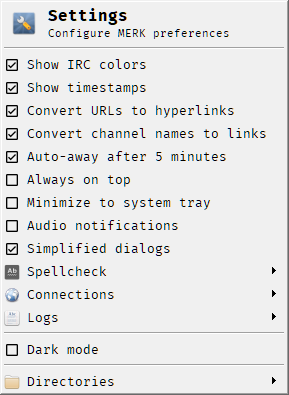 Settings
Configure MERK preferences
Show IRC colors
Show timestamps
Convert URLs to hyperlinks
Convert channel names to links
Auto-away after 5 minutes
Always on top
Minimize to system tray
Audio notifications
Simplified dialogs
Ab
Spellcheck
Connections
Logs
Dark mode
Directories